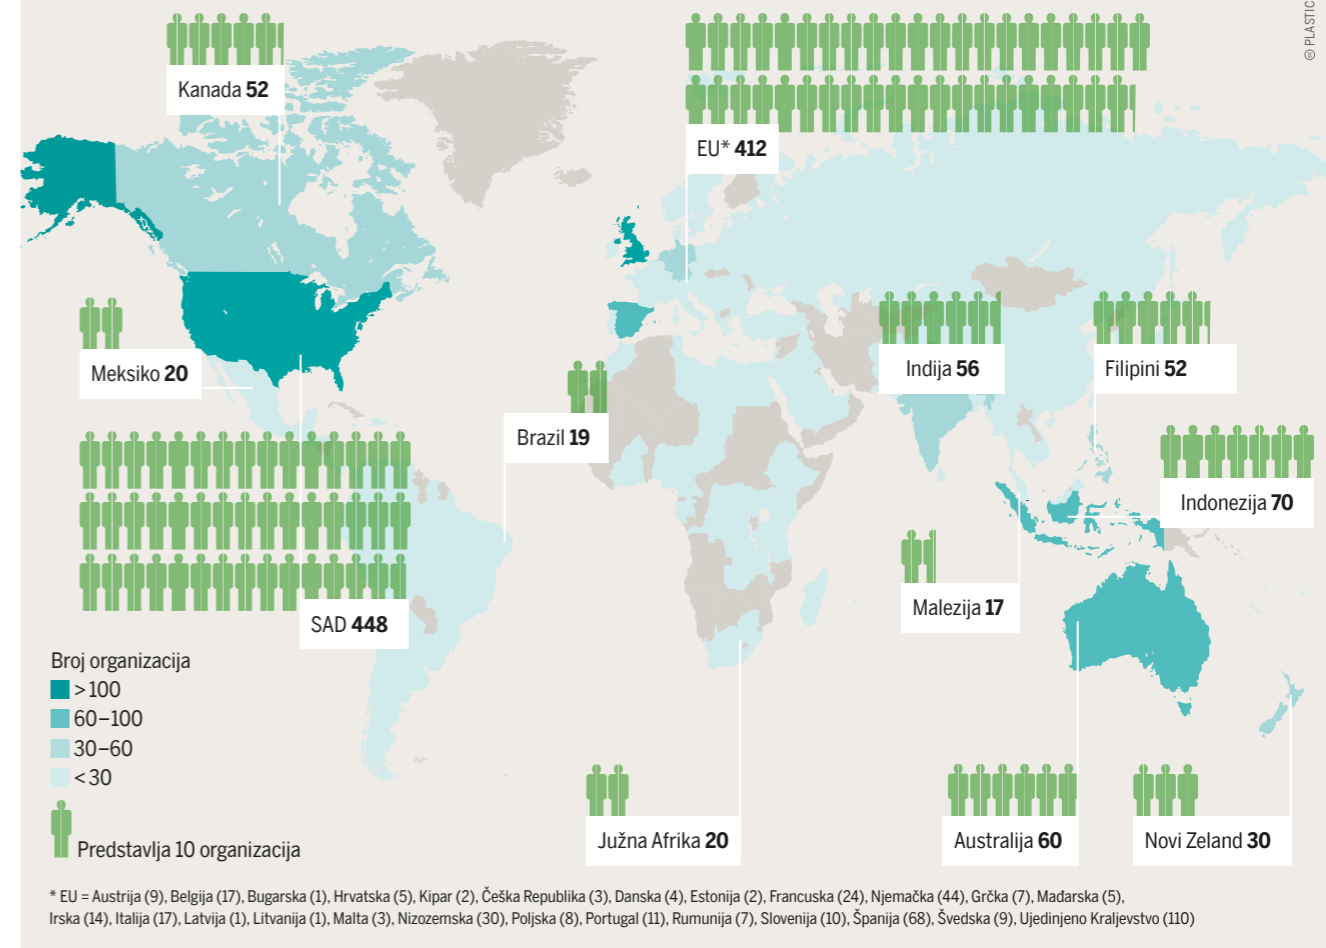 © PLASTIC
Kanada 52
EU* 412
Meksiko 20
Indija 56
Filipini 52
Brazil 19
Indonezija 70
Malezija 17
SAD 448
Broj organizacija
>100
60–100
30–60
<30
Predstavlja 10 organizacija
Južna Afrika 20
Australija 60
Novi Zeland 30
* EU = Austrija (9), Belgija (17), Bugarska (1), Hrvatska (5), Kipar (2), Češka Republika (3), Danska (4), Estonija (2), Francuska (24), Njemačka (44), Grčka (7), Mađarska (5),
Irska (14), Italija (17), Latvija (1), Litvanija (1), Malta (3), Nizozemska (30), Poljska (8), Portugal (11), Rumunija (7), Slovenija (10), Španija (68), Švedska (9), Ujedinjeno Kraljevstvo (110)